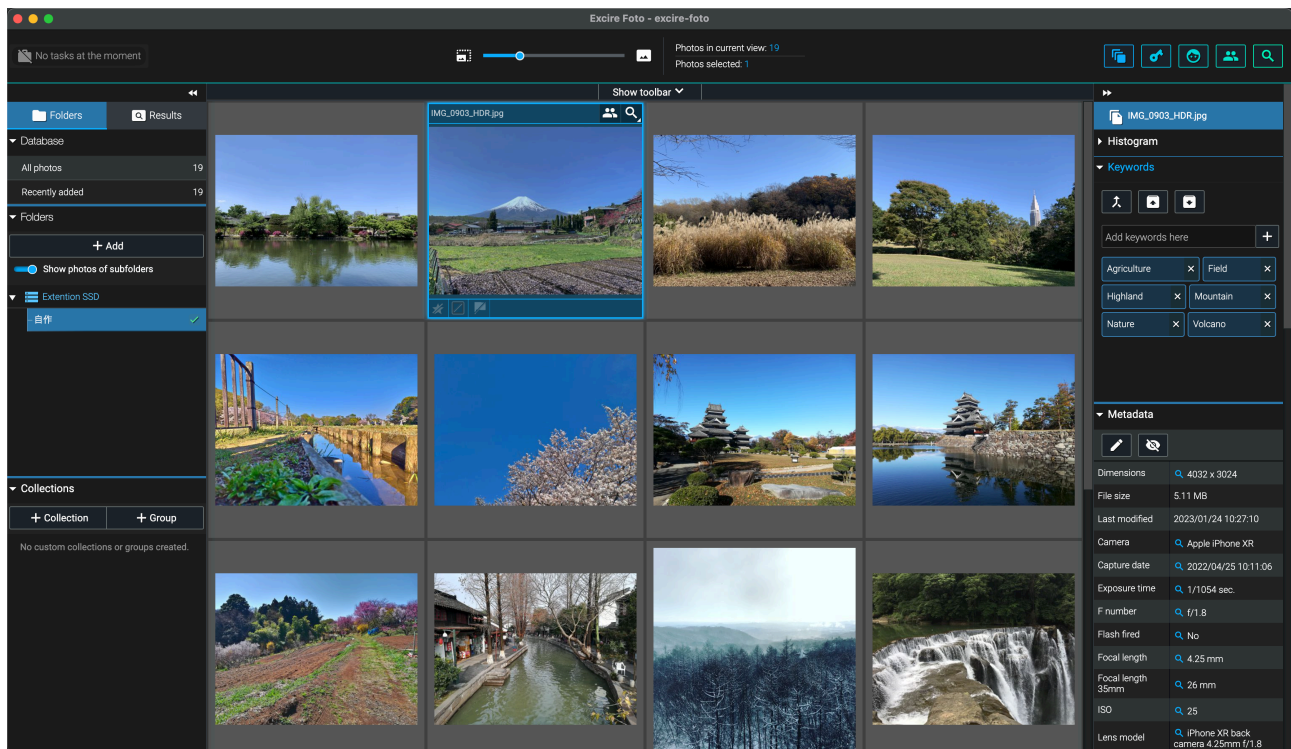 Excire Foto - excire-foto
No tasks at the moment
Photos in current view: 19
Photos selected: 1
Show toolbar
Folders
Results
Database
All photos 19
Recently added 19
Folders
+ Add
Show photos of subfolders
Extention SSD
自作
Collections
+ Collection
+ Group
No custom collections or groups created.
IMG_0903_HDR.jpg
IMG_0903_HDR.jpg
Histogram
Keywords
Add keywords here
Agriculture
Field
Highland
Mountain
Nature
Volcano
Metadata
Dimensions 4032 x 3024
File size 5.11 MB
Last modified 2023/01/24 10:27:10
Camera Apple iPhone XR
Capture date 2022/04/25 10:11:06
Exposure time 1/1054 sec.
F number f/1.8
Flash fired No
Focal length 4.25 mm
Focal length 35mm 26 mm
ISO 25
Lens model iPhone XR back camera 4.25mm f/1.8